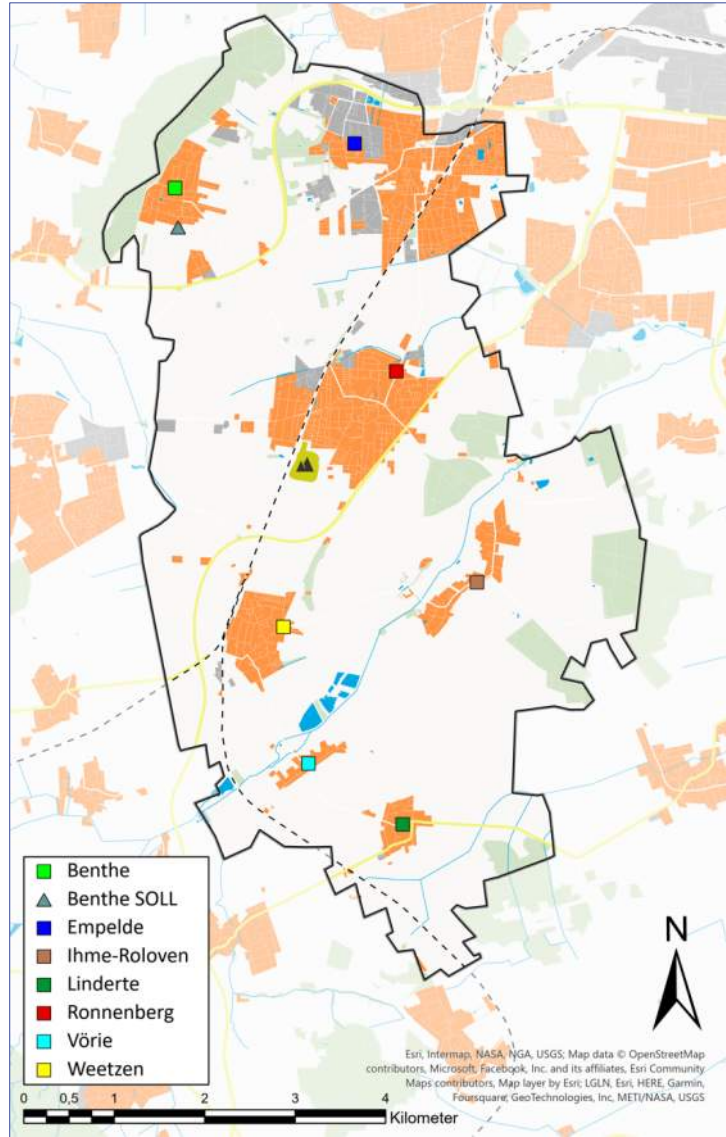 Benthe
Benthe SOLL
Empelde
Ihme-Roloven
Linderte
Ronnenberg
Vörie
Weetzen
N
Esri, Intermap, NASA, NGA, USGS; Map data © OpenStreetMap
contributors, Microsoft, Facebook, Inc. and its affiliates, Esri Community
Maps contributors, Map layer by Esri; LGLN, Esri, HERE, Garmin,
Foursquare, GeoTechnologies, Inc, METI/NASA, USGS
0 0,5 1 2 3 4
Kilometer